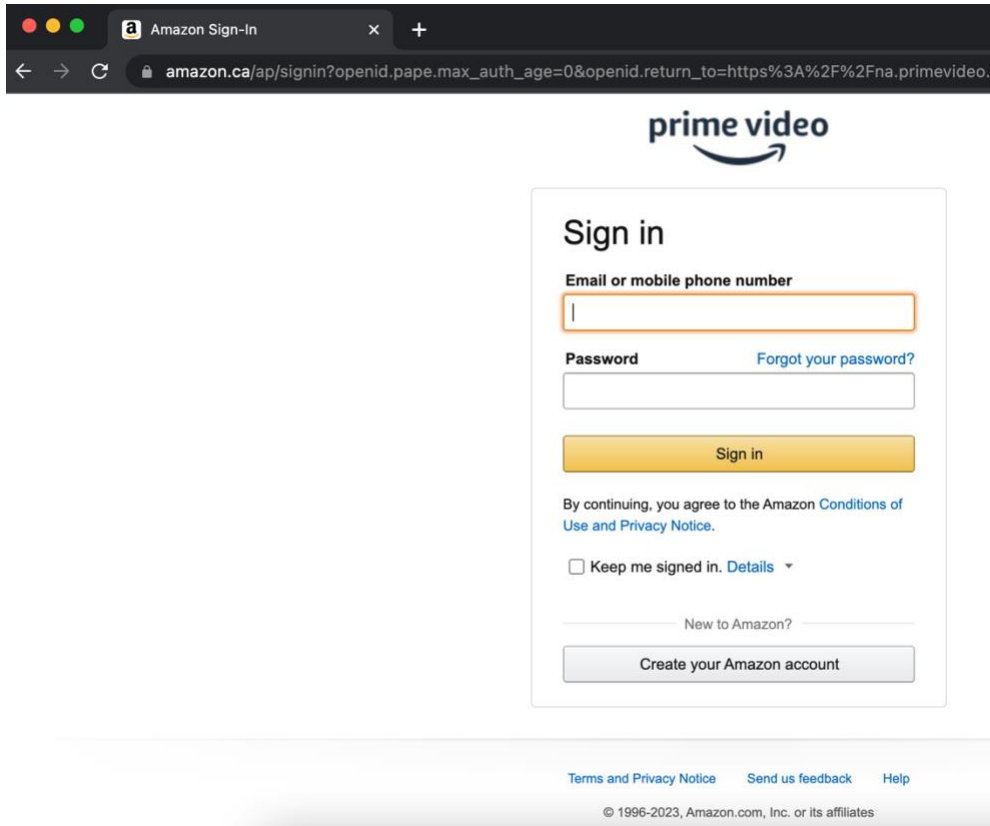 a Amazon Sign-In
amazon.ca/ap/signin?openid.pape.max_auth_age=0&openid.return_to=https%3A%2F%2Fna.primevideo.
prime video
Sign in
Email or mobile phone number
Password Forgot your password?
Sign in
By continuing, you agree to the Amazon Conditions of
Use and Privacy Notice.
Keep me signed in. Details
New to Amazon?
Create your Amazon account
Terms and Privacy Notice Send us feedback Help
© 1996-2023, Amazon.com, Inc. or its affiliates